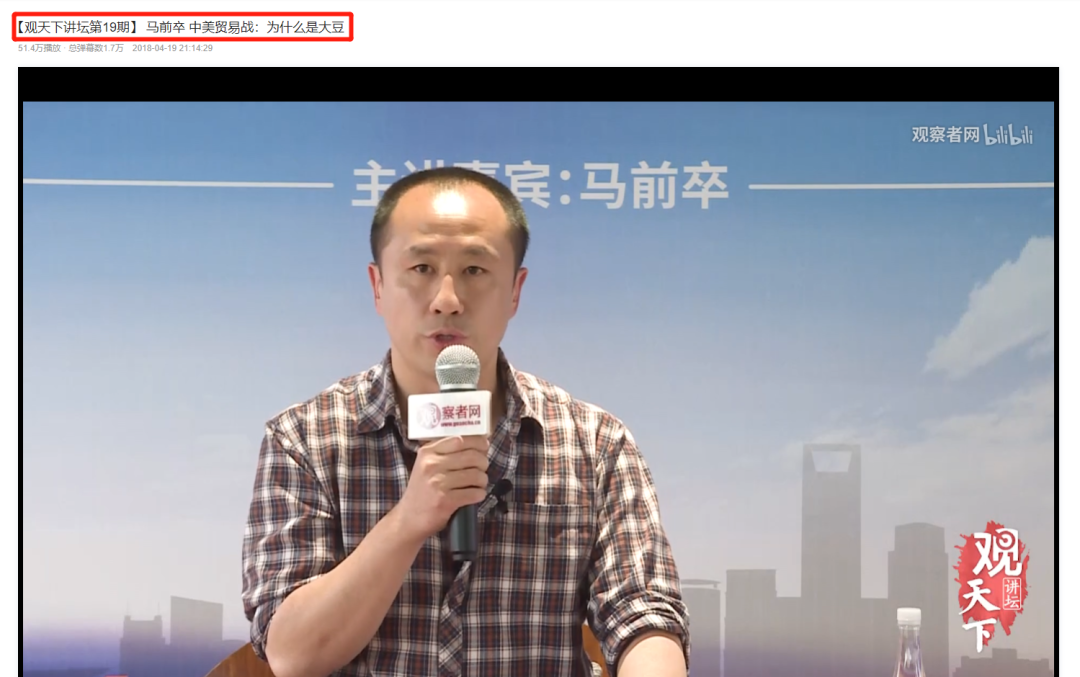 【观天下讲坛第19期】 马前卒 中美贸易战：为什么是大豆
51.4万播放 · 总弹幕数1.7万 2018-04-19 21:14:29
观察者网 bilibili
主讲嘉宾：马前卒
察者网
www.guancha.cn
观天下
讲坛